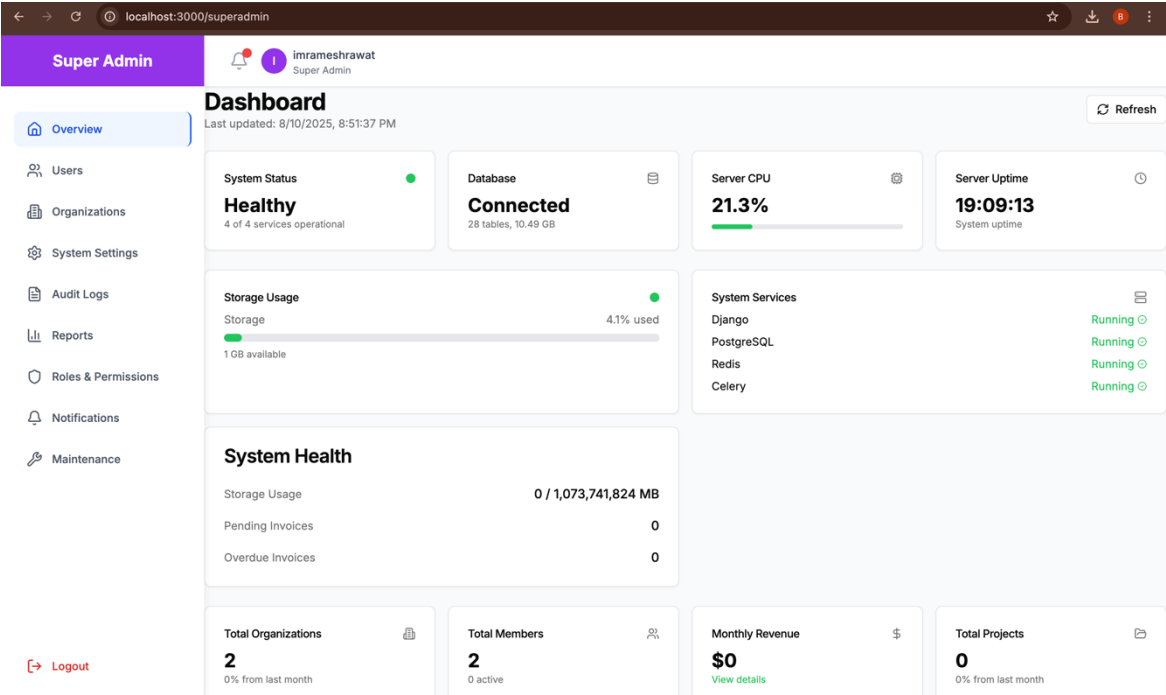 localhost:3000/superadmin
B
Super Admin
I
imrameshrawat
Super Admin
Dashboard
Last updated: 8/10/2025, 8:51:37 PM
Refresh
Overview
Users
Organizations
System Settings
Audit Logs
Reports
Roles & Permissions
Notifications
Maintenance
Logout
System Status
Healthy
4 of 4 services operational
Database
Connected
28 tables, 10.49 GB
Server CPU
21.3%
Server Uptime
19:09:13
System uptime
Storage Usage
Storage 4.1% used
1 GB available
System Services
Django Running
PostgreSQL Running
Redis Running
Celery Running
System Health
Storage Usage 0 / 1,073,741,824 MB
Pending Invoices 0
Overdue Invoices 0
Total Organizations
2
0% from last month
Total Members
2
0 active
Monthly Revenue
$0
View details
Total Projects
0
0% from last month